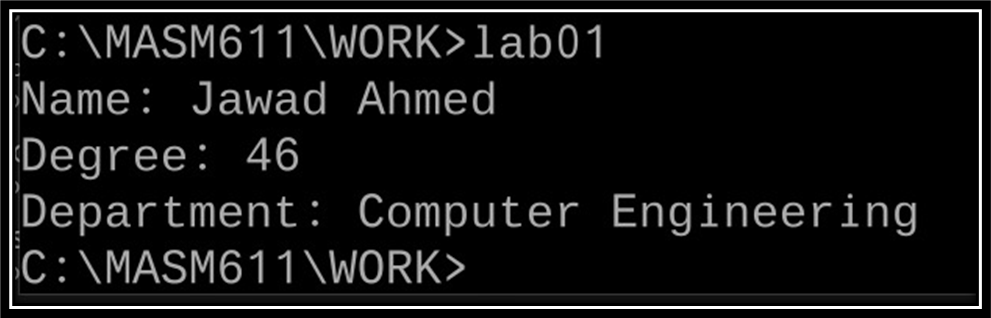 C:\MASM611\WORK>lab01
Name: Jawad Ahmed
Degree: 46
Department: Computer Engineering
C:\MASM611\WORK>